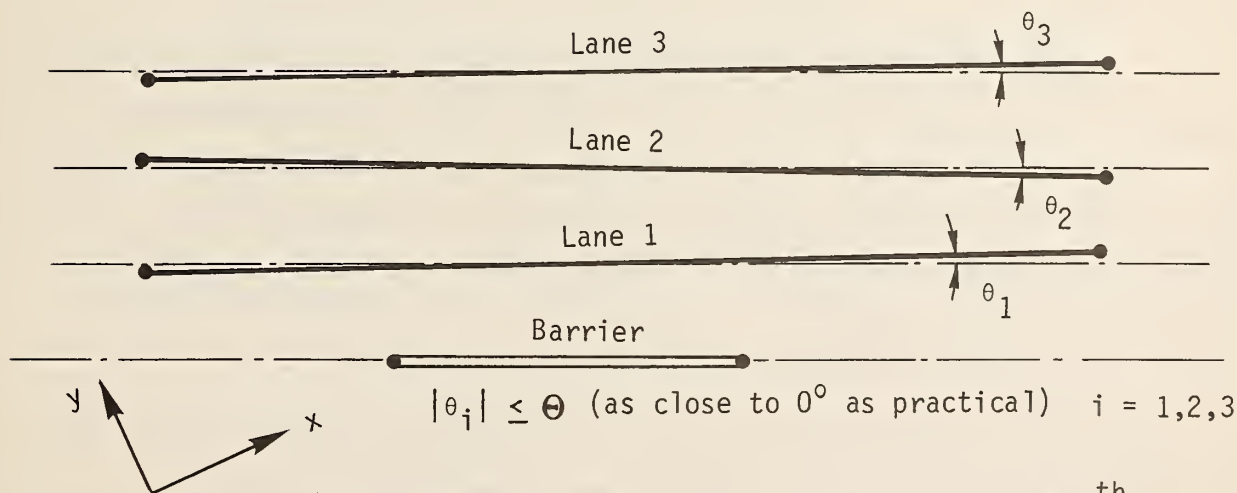 θ3
Lane 3
Lane 2
θ2
Lane 1
θ1
Barrier
y
x
|θi| ≤ Θ (as close to 0° as practical) i = 1,2,3
th